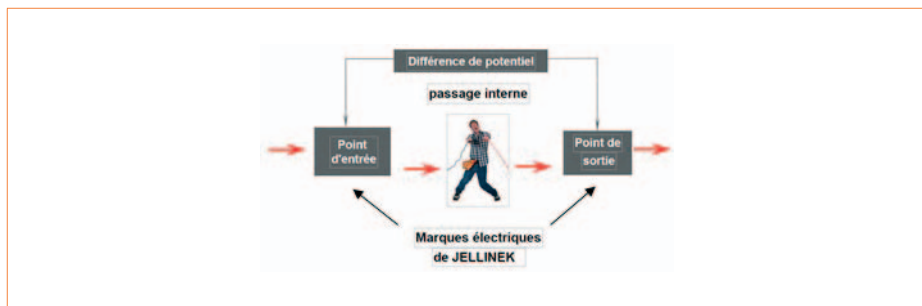 Différence de potentiel
passage interne
Point
d'entrée
Point de
sortie
Marques électriques
de JELLINEK